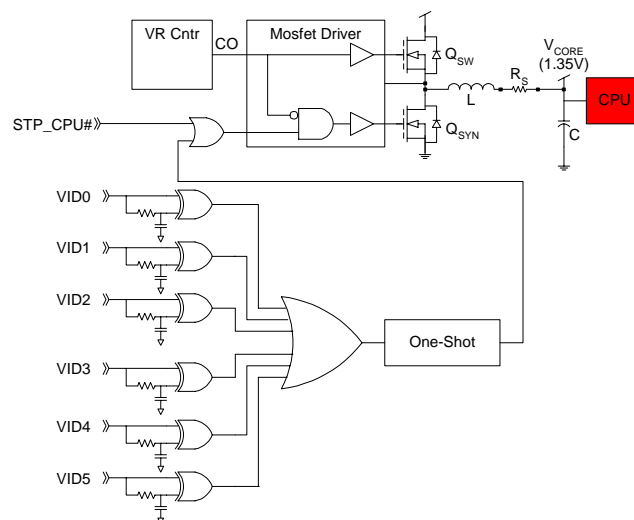 VR Cntr
CO
Mosfet Driver
Q_SW
V_CORE
(1.35V)
R_S
L
CPU
STP_CPU#
Q_SYN
C
VID0
VID1
VID2
VID3
One-Shot
VID4
VID5